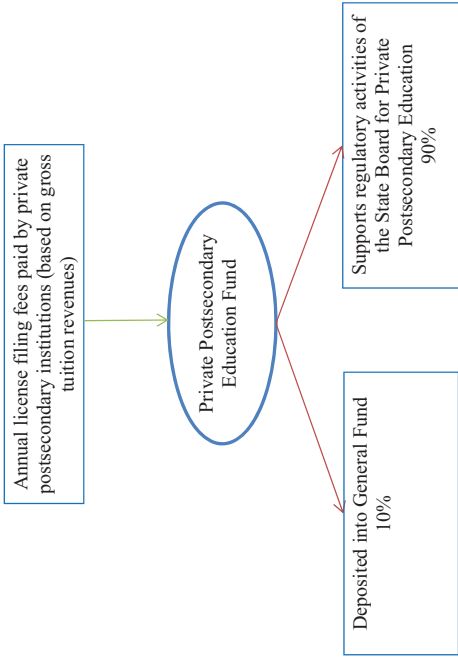 Annual license filing fees paid by private
postsecondary institutions (based on gross
tuition revenues)
Private Postsecondary
Education Fund
Deposited into General Fund
10%
Supports regulatory activities of
the State Board for Private
Postsecondary Education
90%